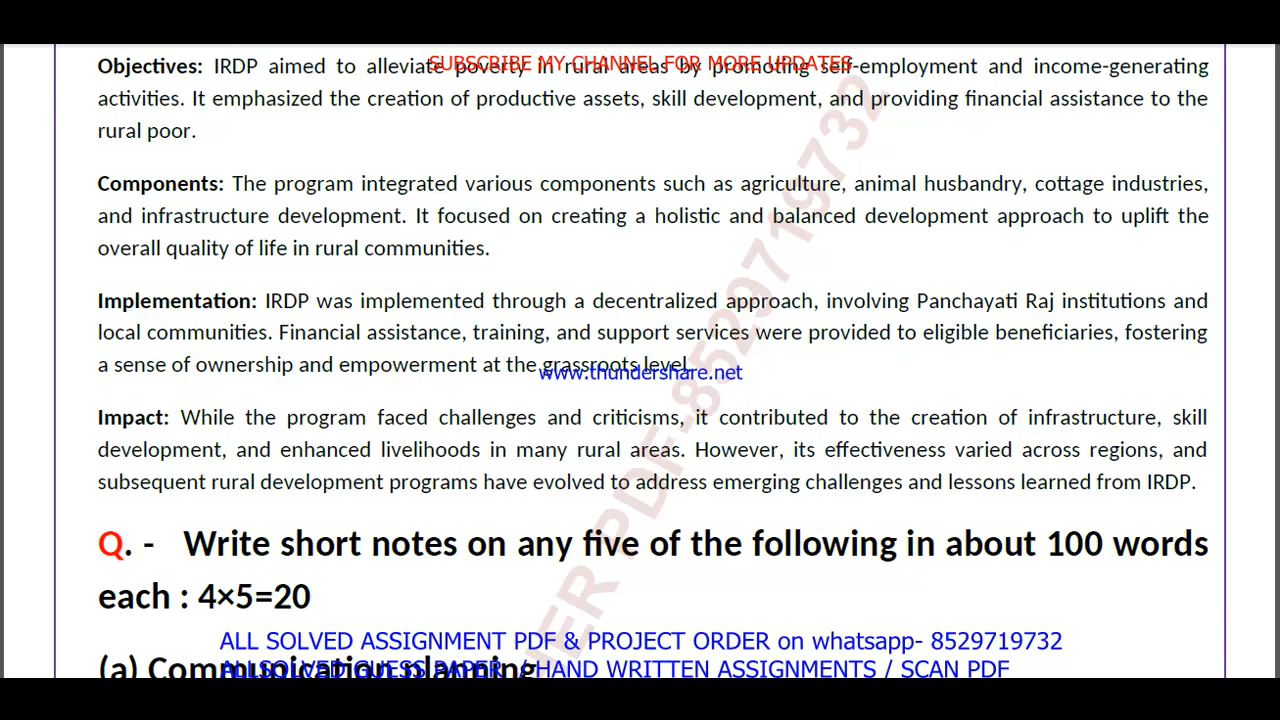 SUBSCRIBE MY CHANNEL FOR MORE UPDATES
Objectives: IRDP aimed to alleviate poverty in rural areas by promoting self-employment and income-generating
activities. It emphasized the creation of productive assets, skill development, and providing financial assistance to the
rural poor.
Components: The program integrated various components such as agriculture, animal husbandry, cottage industries,
and infrastructure development. It focused on creating a holistic and balanced development approach to uplift the
overall quality of life in rural communities.
Implementation: IRDP was implemented through a decentralized approach, involving Panchayati Raj institutions and
local communities. Financial assistance, training, and support services were provided to eligible beneficiaries, fostering
a sense of ownership and empowerment at the grassroots level.
www.thundershare.net
Impact: While the program faced challenges and criticisms, it contributed to the creation of infrastructure, skill
development, and enhanced livelihoods in many rural areas. However, its effectiveness varied across regions, and
subsequent rural development programs have evolved to address emerging challenges and lessons learned from IRDP.
Q. - Write short notes on any five of the following in about 100 words
each : 4×5=20
ALL SOLVED ASSIGNMENT PDF & PROJECT ORDER on whatsapp- 8529719732
(a) Communication planning
ALLSOLVED GUESS PAPER / HAND WRITTEN ASSIGNMENTS / SCAN PDF
PDF-8529719732